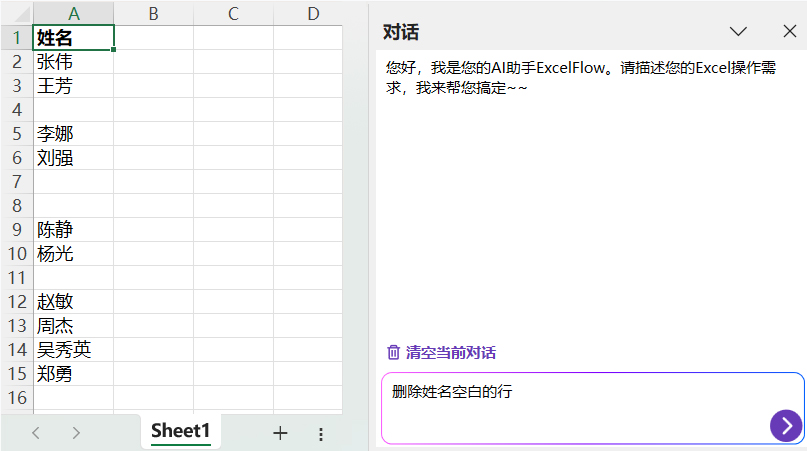 A B C D
1 姓名
2 张伟
3 王芳
4
5 李娜
6 刘强
7
8
9 陈静
10 杨光
11
12 赵敏
13 周杰
14 吴秀英
15 郑勇
16
Sheet1
对话
您好，我是您的AI助手ExcelFlow。请描述您的Excel操作需
求，我来帮您搞定~~
清空当前对话
删除姓名空白的行